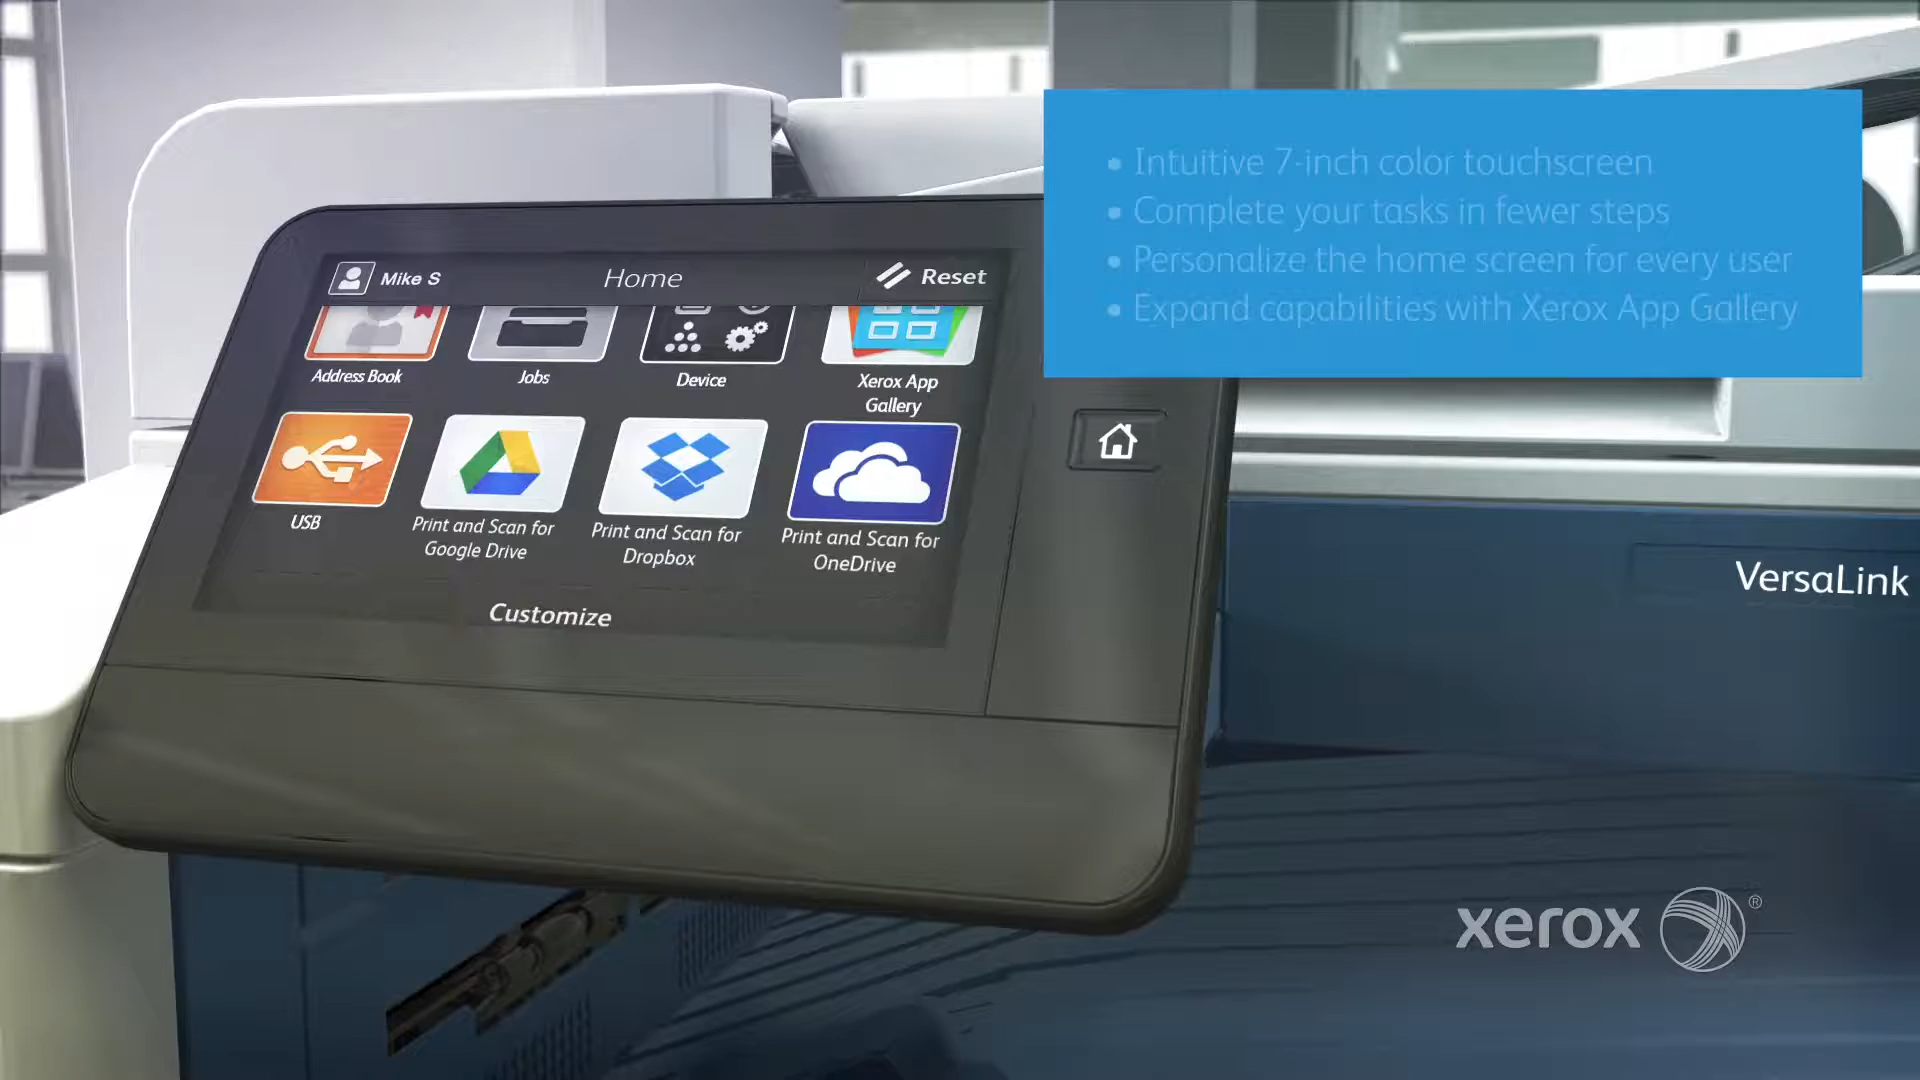 Intuitive 7-inch color touchscreen
Complete your tasks in fewer steps
Personalize the home screen for every user
Expand capabilities with Xerox App Gallery
Mike S
Home
Reset
Address Book
Jobs
Device
Xerox App
Gallery
USB
Print and Scan for
Google Drive
Print and Scan for
Dropbox
Print and Scan for
OneDrive
Customize
VersaLink
xerox ®